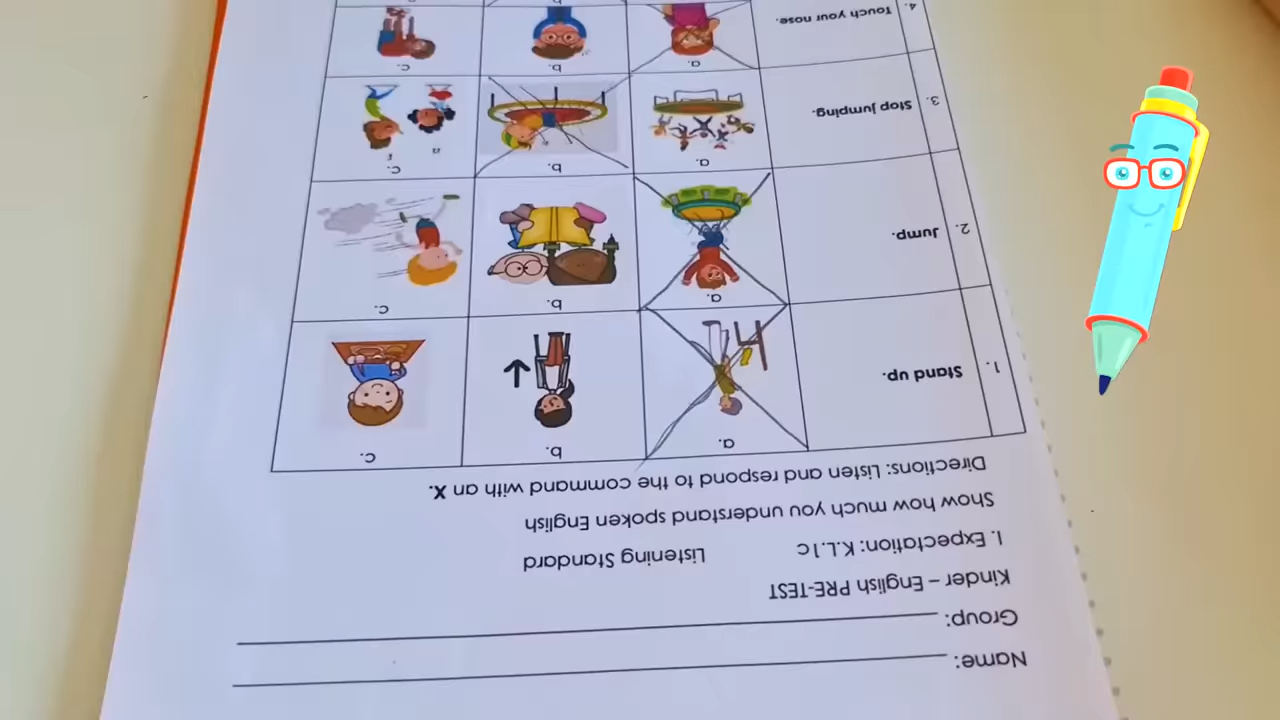 Name:
Group:
Kinder – English PRE-TEST
I. Expectation: K.L.1c Listening Standard
Show how much you understand spoken English
Directions: Listen and respond to the command with an X.
1. Stand up. a. b. c.
2. Jump. a. b. c.
3. Stop jumping. a. b. c.
4. Touch your nose. a. b. c.